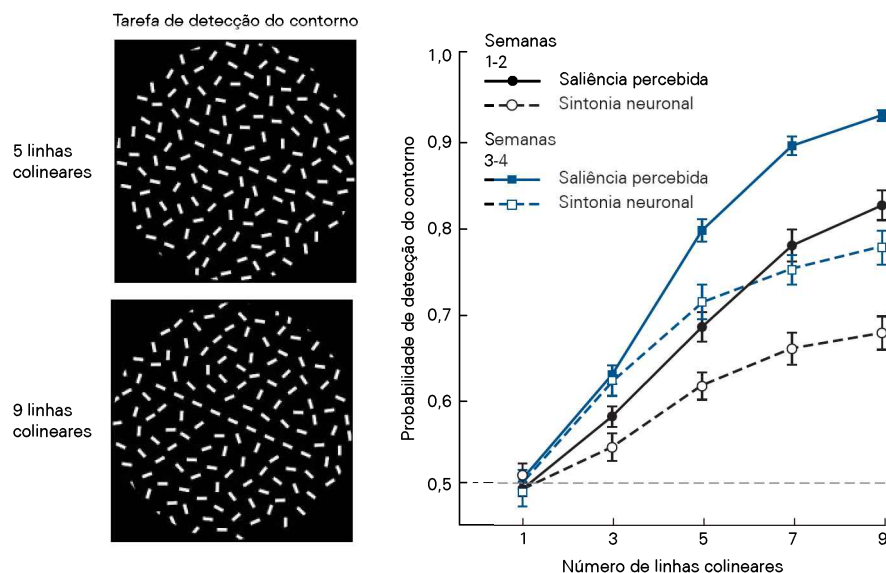 Tarefa de detecção do contorno
5 linhas
colineares
9 linhas
colineares
Probabilidade de detecção do contorno
1,0
0,9
0,8
0,7
0,6
0,5
Semanas
1-2
Saliência percebida
Sintonia neuronal
Semanas
3-4
Saliência percebida
Sintonia neuronal
1
3
5
7
9
Número de linhas colineares